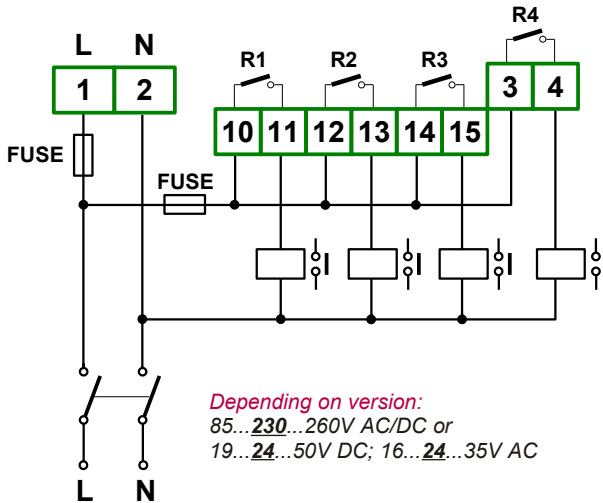 R4
L N
R1 R2 R3
1 2
3 4
10 11 12 13 14 15
FUSE
FUSE
Depending on version:
85...230...260V AC/DC or
19...24...50V DC; 16...24...35V AC
L N